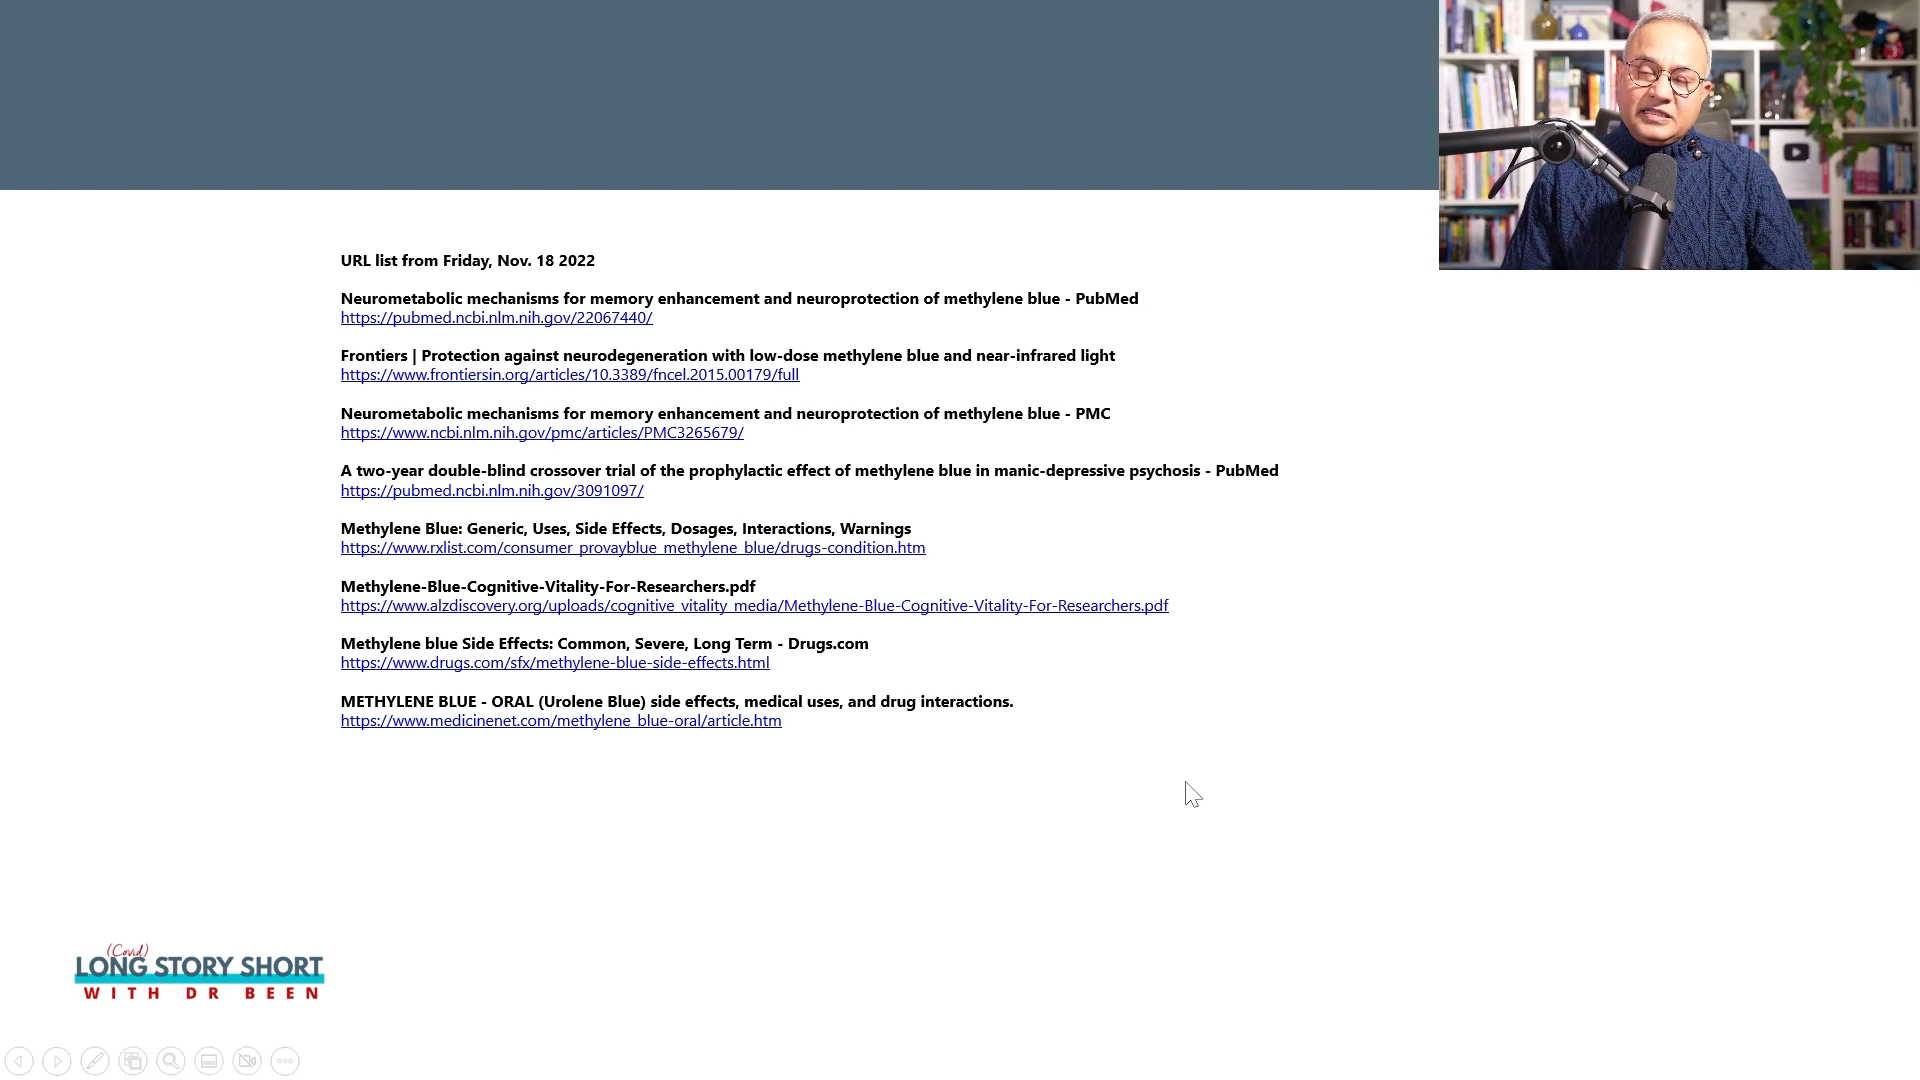 URL list from Friday, Nov. 18 2022
Neurometabolic mechanisms for memory enhancement and neuroprotection of methylene blue - PubMed
https://pubmed.ncbi.nlm.nih.gov/22067440/
Frontiers | Protection against neurodegeneration with low-dose methylene blue and near-infrared light
https://www.frontiersin.org/articles/10.3389/fncel.2015.00179/full
Neurometabolic mechanisms for memory enhancement and neuroprotection of methylene blue - PMC
https://www.ncbi.nlm.nih.gov/pmc/articles/PMC3265679/
A two-year double-blind crossover trial of the prophylactic effect of methylene blue in manic-depressive psychosis - PubMed
https://pubmed.ncbi.nlm.nih.gov/3091097/
Methylene Blue: Generic, Uses, Side Effects, Dosages, Interactions, Warnings
https://www.rxlist.com/consumer_provayblue_methylene_blue/drugs-condition.htm
Methylene-Blue-Cognitive-Vitality-For-Researchers.pdf
https://www.alzdiscovery.org/uploads/cognitive_vitality_media/Methylene-Blue-Cognitive-Vitality-For-Researchers.pdf
Methylene blue Side Effects: Common, Severe, Long Term - Drugs.com
https://www.drugs.com/sfx/methylene-blue-side-effects.html
METHYLENE BLUE - ORAL (Urolene Blue) side effects, medical uses, and drug interactions.
https://www.medicinenet.com/methylene_blue-oral/article.htm
(Covid)
LONG STORY SHORT
WITH DR BEEN